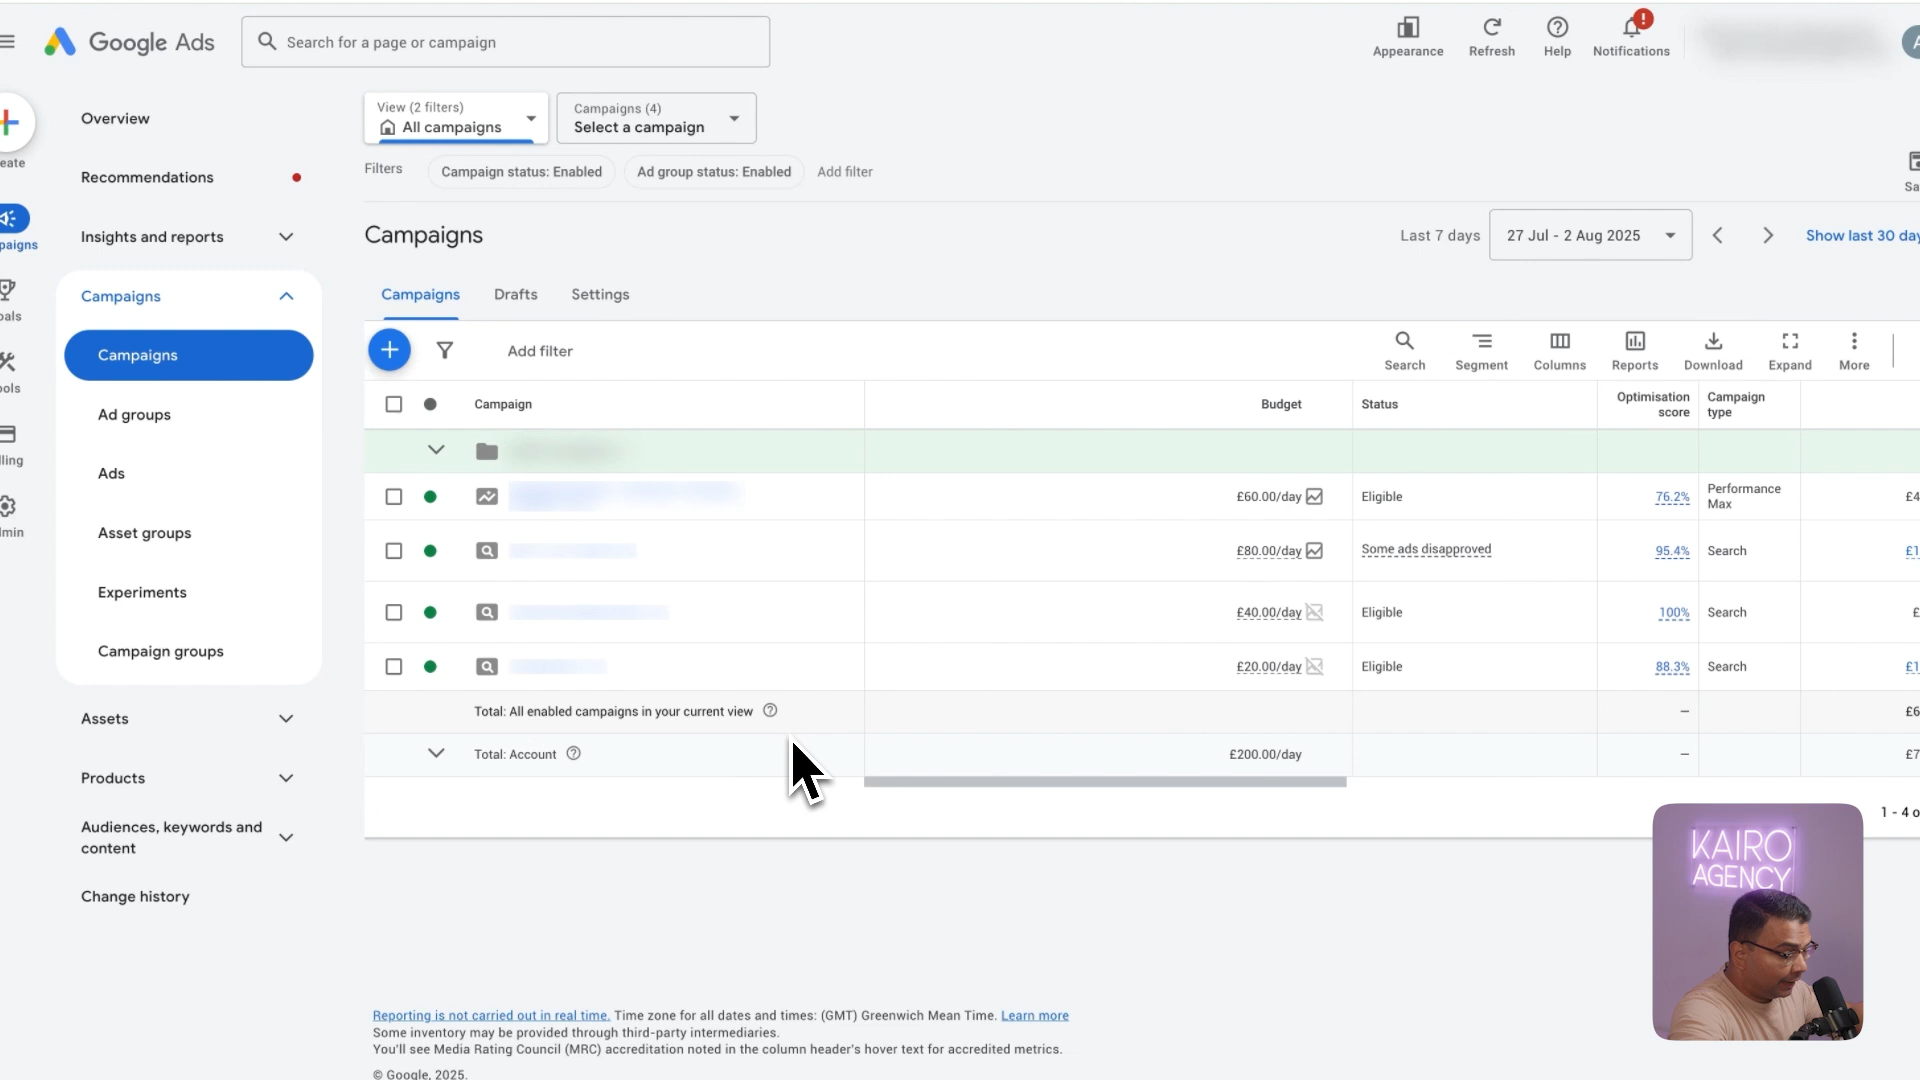 Google Ads
Search for a page or campaign
Appearance
Refresh
Help
Notifications
Overview
Recommendations
Insights and reports
Campaigns
Campaigns
Ad groups
Ads
Asset groups
Experiments
Campaign groups
Assets
Products
Audiences, keywords and
content
Change history
View (2 filters)
All campaigns
Campaigns (4)
Select a campaign
Filters
Campaign status: Enabled
Ad group status: Enabled
Add filter
Campaigns
Last 7 days
27 Jul - 2 Aug 2025
Show last 30 day
Campaigns
Drafts
Settings
Add filter
Search
Segment
Columns
Reports
Download
Expand
More
Campaign
Budget
Status
Optimisation
score
Campaign
type
£60.00/day
Eligible
76.2%
Performance
Max
£4
£80.00/day
Some ads disapproved
95.4%
Search
£1
£40.00/day
Eligible
100%
Search
£
£20.00/day
Eligible
88.3%
Search
£1
Total: All enabled campaigns in your current view
–
£6
Total: Account
£200.00/day
–
£7
1 - 4 o
KAIRO
AGENCY
Reporting is not carried out in real time. Time zone for all dates and times: (GMT) Greenwich Mean Time. Learn more
Some inventory may be provided through third-party intermediaries.
You'll see Media Rating Council (MRC) accreditation noted in the column header's hover text for accredited metrics.
© Google, 2025.